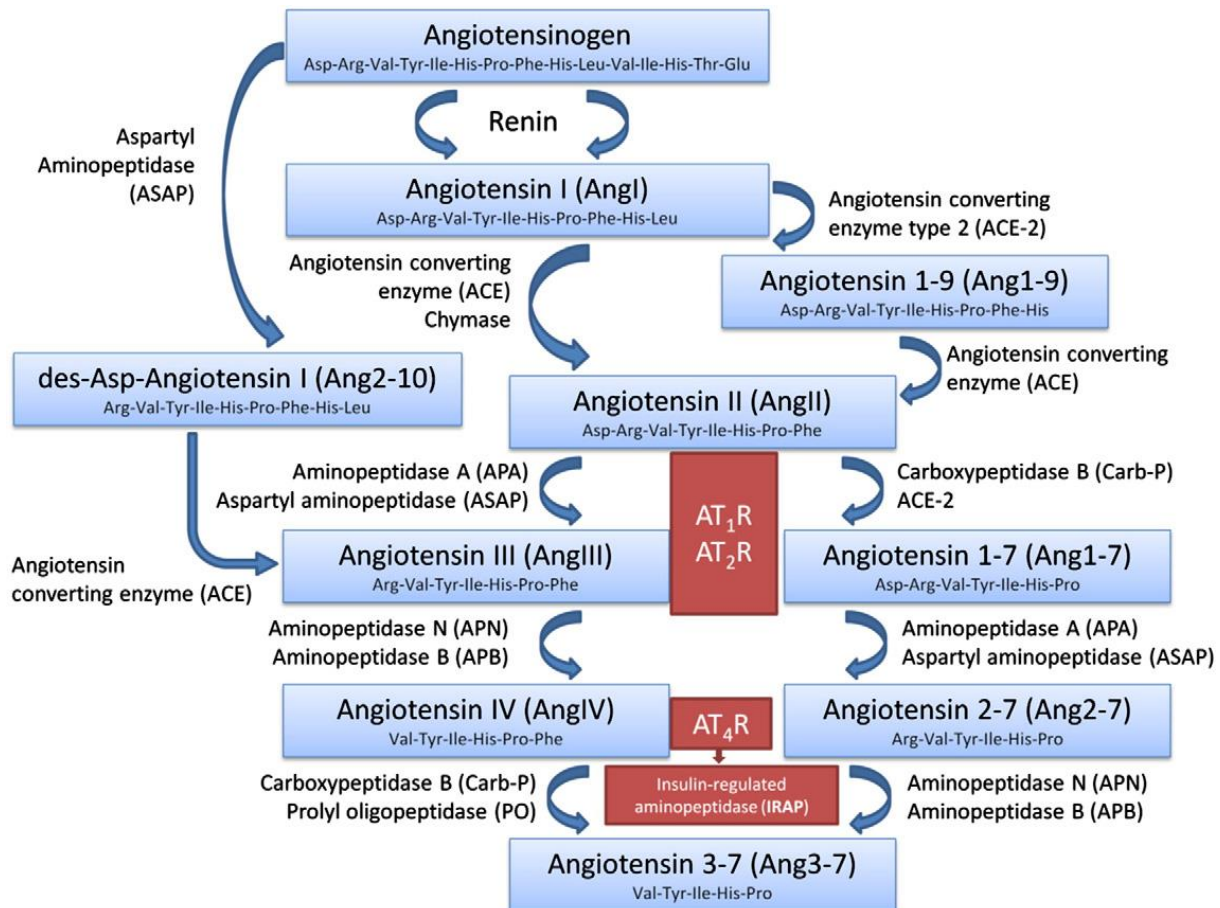 Angiotensinogen
Asp-Arg-Val-Tyr-Ile-His-Pro-Phe-His-Leu-Val-Ile-His-Thr-Glu
Renin
Aspartyl
Aminopeptidase
(ASAP)
Angiotensin I (AngI)
Asp-Arg-Val-Tyr-Ile-His-Pro-Phe-His-Leu
Angiotensin converting
enzyme type 2 (ACE-2)
Angiotensin converting
enzyme (ACE)
Chymase
Angiotensin 1-9 (Ang1-9)
Asp-Arg-Val-Tyr-Ile-His-Pro-Phe-His
des-Asp-Angiotensin I (Ang2-10)
Arg-Val-Tyr-Ile-His-Pro-Phe-His-Leu
Angiotensin converting
enzyme (ACE)
Angiotensin II (AngII)
Asp-Arg-Val-Tyr-Ile-His-Pro-Phe
Aminopeptidase A (APA)
Aspartyl aminopeptidase (ASAP)
AT₁R
AT₂R
Carboxypeptidase B (Carb-P)
ACE-2
Angiotensin
converting enzyme (ACE)
Angiotensin III (AngIII)
Arg-Val-Tyr-Ile-His-Pro-Phe
Angiotensin 1-7 (Ang1-7)
Asp-Arg-Val-Tyr-Ile-His-Pro
Aminopeptidase N (APN)
Aminopeptidase B (APB)
Aminopeptidase A (APA)
Aspartyl aminopeptidase (ASAP)
Angiotensin IV (AngIV)
Val-Tyr-Ile-His-Pro-Phe
AT₄R
Angiotensin 2-7 (Ang2-7)
Arg-Val-Tyr-Ile-His-Pro
Carboxypeptidase B (Carb-P)
Prolyl oligopeptidase (PO)
Insulin-regulated
aminopeptidase (IRAP)
Aminopeptidase N (APN)
Aminopeptidase B (APB)
Angiotensin 3-7 (Ang3-7)
Val-Tyr-Ile-His-Pro